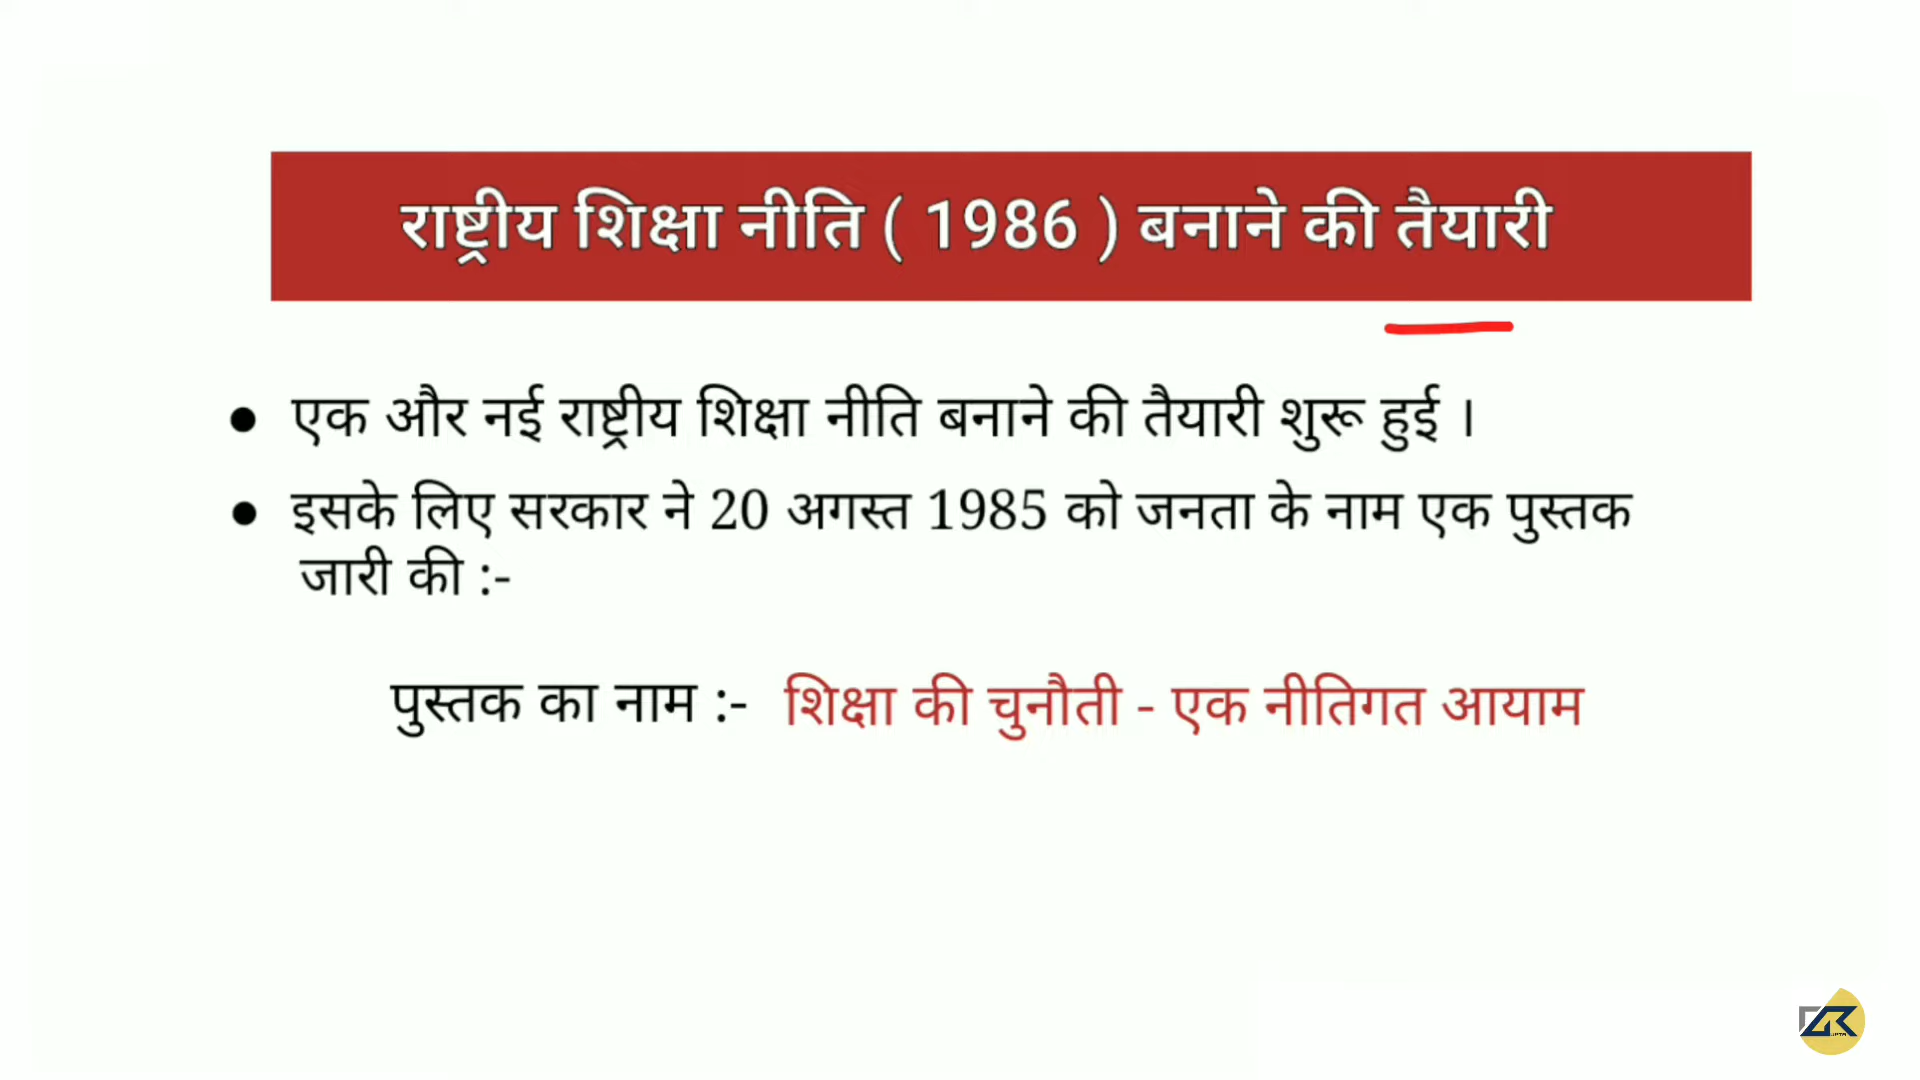 राष्ट्रीय शिक्षा नीति ( 1986 ) बनाने की तैयारी
● एक और नई राष्ट्रीय शिक्षा नीति बनाने की तैयारी शुरू हुई ।
● इसके लिए सरकार ने 20 अगस्त 1985 को जनता के नाम एक पुस्तक
जारी की :-
पुस्तक का नाम :- शिक्षा की चुनौती - एक नीतिगत आयाम